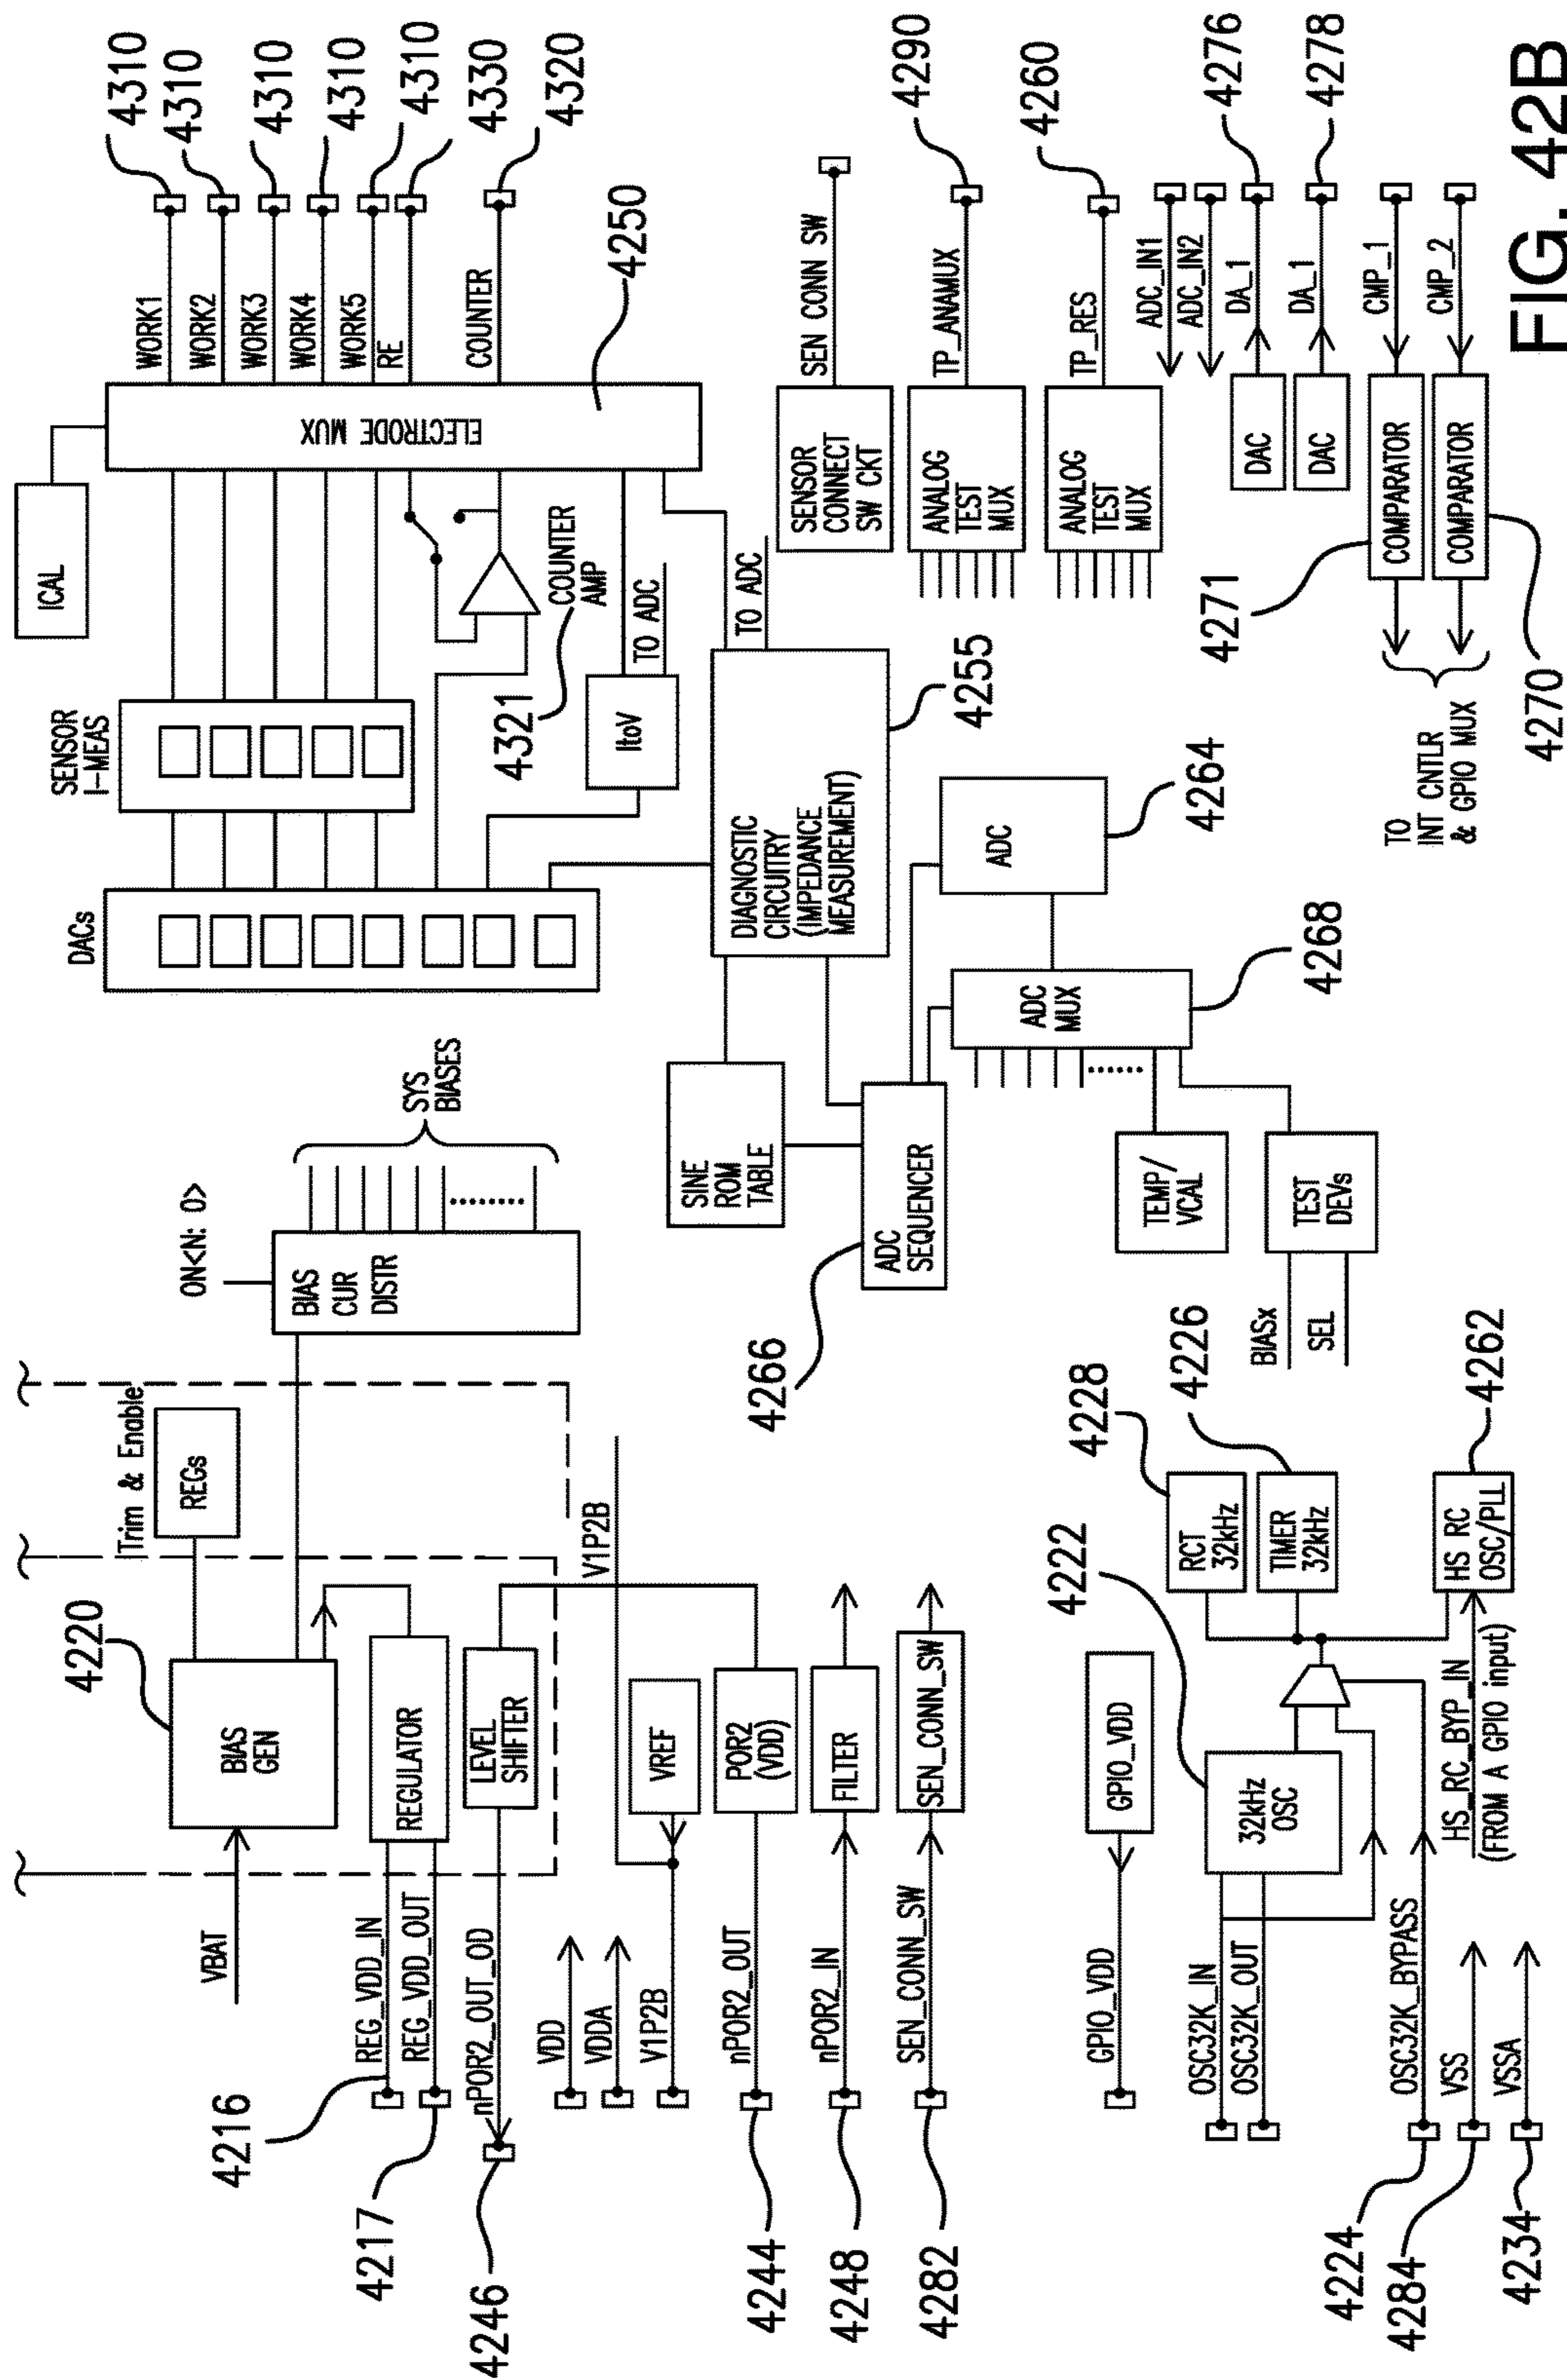 4310
4310
4310
4310
4310
4330
4320
WORK1
WORK2
WORK3
WORK4
WORK5
RE
COUNTER
4250
ELECTRODE MUX
ICAL
SENSOR
I-MEAS
DACs
COUNTER
AMP
4321
ItoV
TO ADC
TO ADC
DIAGNOSTIC
CIRCUITRY
(IMPEDANCE
MEASUREMENT)
4255
SEN CONN SW
SENSOR
CONNECT
SW CKT
4290
TP_ANAMUX
ANALOG
TEST
MUX
4260
TP_RES
ANALOG
TEST
MUX
ADC_IN1
ADC_IN2
4276
DA_1
DAC
4278
DA_1
DAC
CMP_1
COMPARATOR
4271
CMP_2
COMPARATOR
4270
TO
INT CNTLR
& GPIO MUX
ADC
4264
ADC
MUX
4268
SINE
ROM
TABLE
ADC
SEQUENCER
4266
TEMP/
VCAL
TEST
DEVs
BIASx
SEL
ON<N: 0>
BIAS
CUR
DISTR
SYS
BIASES
Trim & Enable
REGs
4220
BIAS
GEN
VBAT
REGULATOR
REG_VDD_IN
4216
REG_VDD_OUT
4217
LEVEL
SHIFTER
nPOR2_OUT_OD
4246
VDD
VDDA
V1P2B
V1P2B
VREF
POR2
(VDD)
nPOR2_OUT
4244
FILTER
nPOR2_IN
4248
SEN_CONN_SW
SEN_CONN_SW
4282
GPIO_VDD
GPIO_VDD
4222
32kHz
OSC
OSC32K_IN
OSC32K_OUT
OSC32K_BYPASS
4224
VSS
4284
VSSA
4234
4228
RCT
32kHz
4226
TIMER
32kHz
4262
HS RC
OSC/PLL
HS_RC_BYP_IN
(FROM A GPIO input)
FIG. 42B